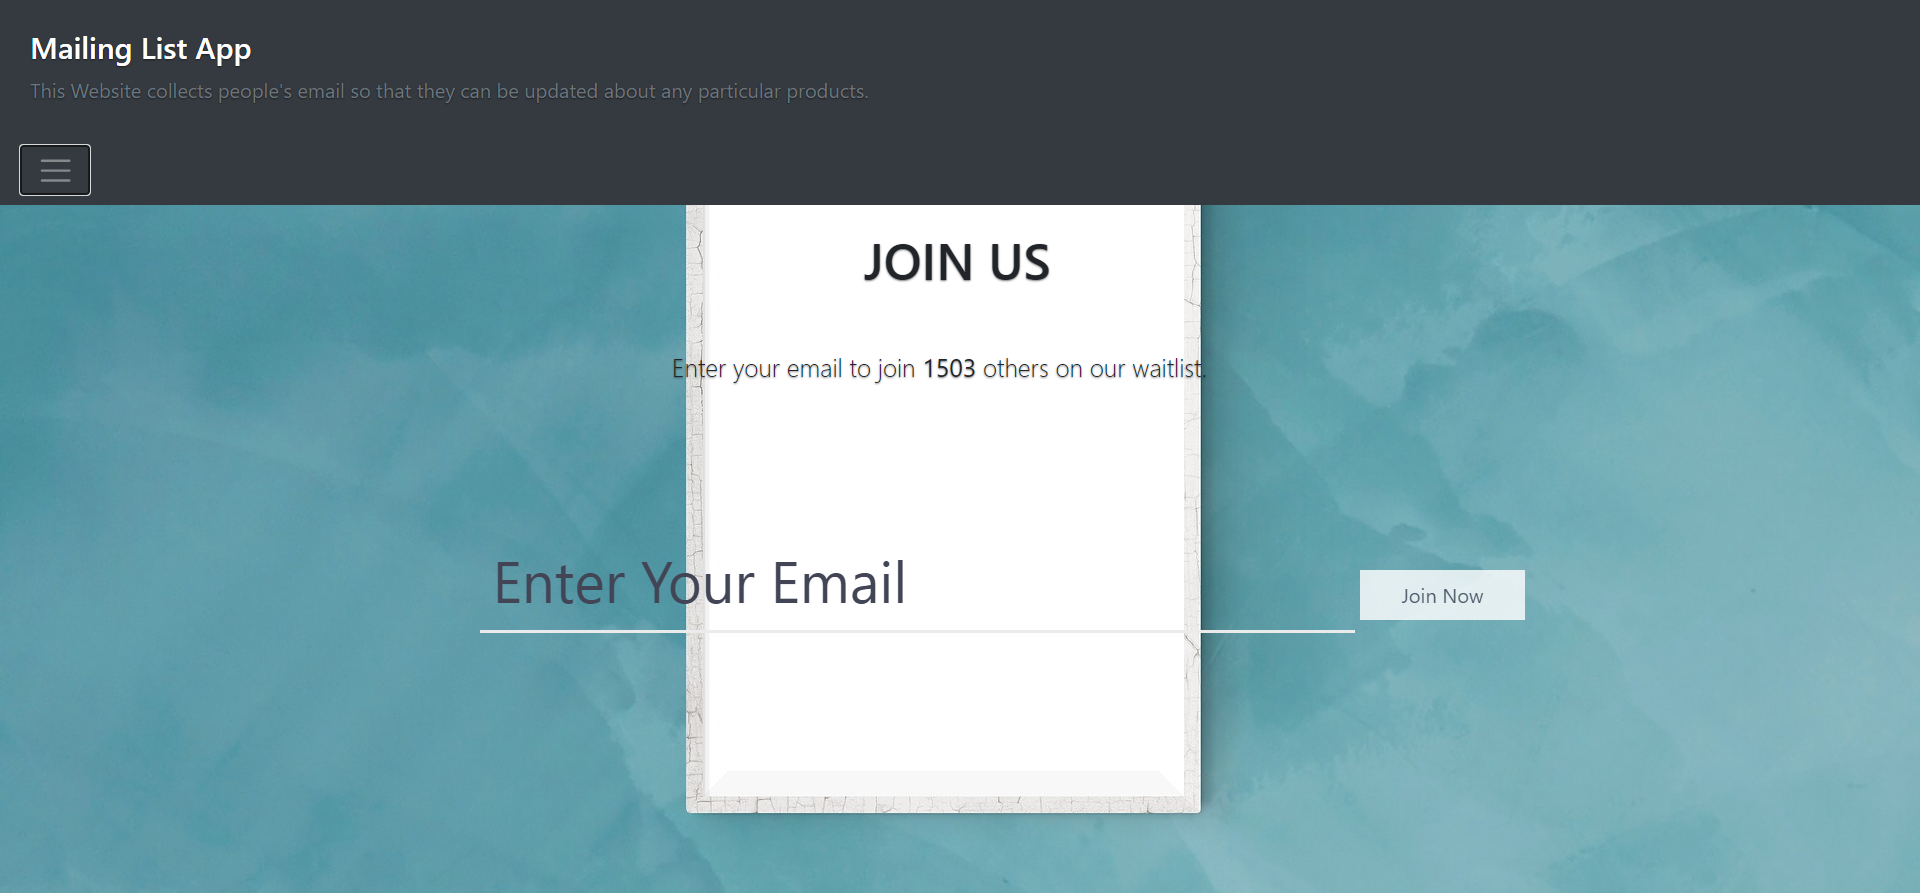 Mailing List App
This Website collects people's email so that they can be updated about any particular products.
JOIN US
Enter your email to join 1503 others on our waitlist.
Enter Your Email
Join Now